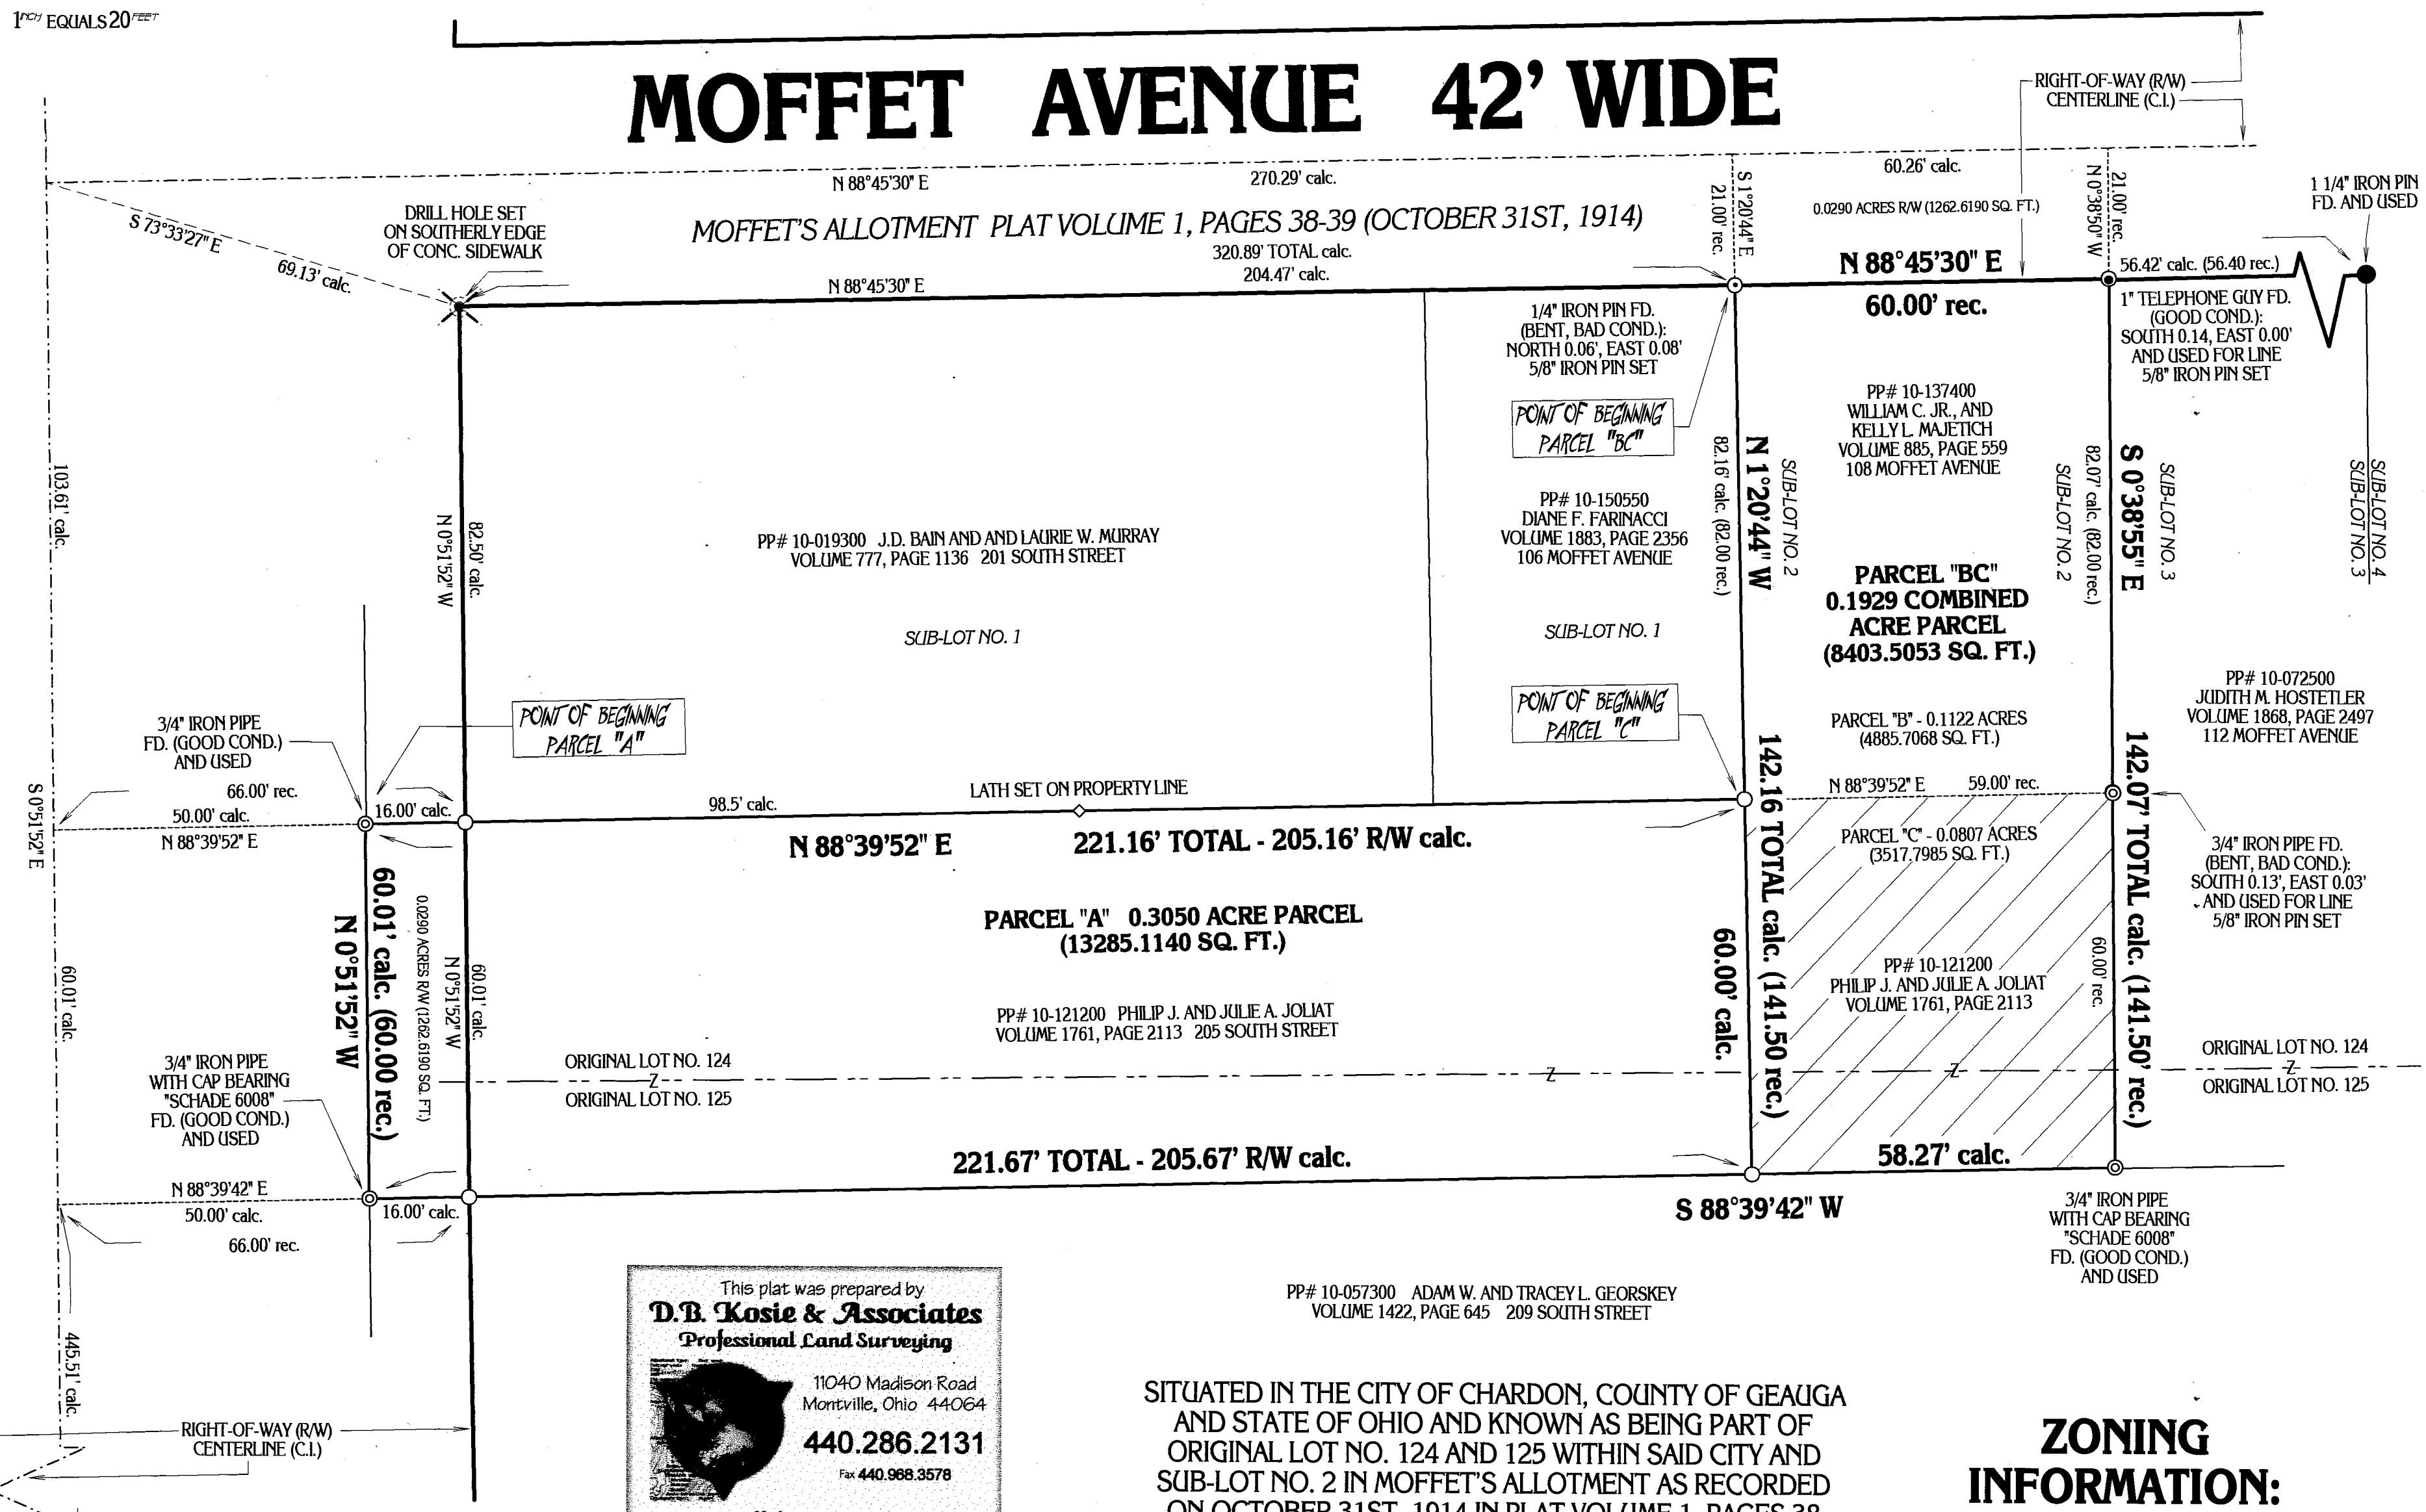 1 INCH EQUALS 20 FEET
MOFFET AVENUE 42' WIDE
RIGHT-OF-WAY (R/W)
CENTERLINE (C.I.)
N 88°45'30" E
270.29' calc.
60.26' calc.
S 73°33'27" E
69.13' calc.
DRILL HOLE SET
ON SOUTHERLY EDGE
OF CONC. SIDEWALK
MOFFET'S ALLOTMENT PLAT VOLUME 1, PAGES 38-39 (OCTOBER 31ST, 1914)
320.89' TOTAL calc.
N 88°45'30" E
204.47' calc.
21.00' rec.
S 1°20'44" E
0.0290 ACRES R/W (1262.6190 SQ. FT.)
N 0°38'50" W
21.00' rec.
1 1/4" IRON PIN
FD. AND USED
N 88°45'30" E
60.00' rec.
56.42' calc. (56.40 rec.)
1/4" IRON PIN FD.
(BENT, BAD COND.):
NORTH 0.06', EAST 0.08'
5/8" IRON PIN SET
1" TELEPHONE GUY FD.
(GOOD COND.):
SOUTH 0.14, EAST 0.00'
AND USED FOR LINE
5/8" IRON PIN SET
POINT OF BEGINNING
PARCEL "BC"
PP# 10-137400
WILLIAM C. JR., AND
KELLY L. MAJETICH
VOLUME 885, PAGE 559
108 MOFFET AVENUE
103.61' calc.
N 0°51'52" W
82.50' calc.
PP# 10-019300 J.D. BAIN AND AND LAURIE W. MURRAY
VOLUME 777, PAGE 1136 201 SOUTH STREET
SUB-LOT NO. 1
PP# 10-150550
DIANE F. FARINACCI
VOLUME 1883, PAGE 2356
106 MOFFET AVENUE
SUB-LOT NO. 1
82.16' calc. (82.00 rec.)
N 1°20'44" W
SUB-LOT NO. 2
SUB-LOT NO. 2
82.07' calc. (82.00 rec.)
S 0°38'55" E
SUB-LOT NO. 3
SUB-LOT NO. 3
SUB-LOT NO. 4
PARCEL "BC"
0.1929 COMBINED
ACRE PARCEL
(8403.5053 SQ. FT.)
PARCEL "B" - 0.1122 ACRES
(4885.7068 SQ. FT.)
PP# 10-072500
JUDITH M. HOSTETLER
VOLUME 1868, PAGE 2497
112 MOFFET AVENUE
3/4" IRON PIPE
FD. (GOOD COND.)
AND USED
POINT OF BEGINNING
PARCEL "A"
POINT OF BEGINNING
PARCEL "C"
S 0°51'52" E
66.00' rec.
50.00' calc.
16.00' calc.
N 88°39'52" E
98.5' calc.
LATH SET ON PROPERTY LINE
N 88°39'52" E
221.16' TOTAL - 205.16' R/W calc.
N 88°39'52" E
59.00' rec.
PARCEL "C" - 0.0807 ACRES
(3517.7985 SQ. FT.)
142.16 TOTAL calc. (141.50 rec.)
142.07' TOTAL calc. (141.50' rec.)
3/4" IRON PIPE FD.
(BENT, BAD COND.):
SOUTH 0.13', EAST 0.03'
AND USED FOR LINE
5/8" IRON PIN SET
60.01' calc.
N 0°51'52" W
60.01' calc. (60.00 rec.)
0.0290 ACRES R/W (1262.6190 SQ. FT.)
N 0°51'52" W
60.01' calc.
PARCEL "A" 0.3050 ACRE PARCEL
(13285.1140 SQ. FT.)
PP# 10-121200 PHILIP J. AND JULIE A. JOLIAT
VOLUME 1761, PAGE 2113 205 SOUTH STREET
60.00' calc.
PP# 10-121200
PHILIP J. AND JULIE A. JOLIAT
VOLUME 1761, PAGE 2113
60.00' rec.
3/4" IRON PIPE
WITH CAP BEARING
"SCHADE 6008"
FD. (GOOD COND.)
AND USED
ORIGINAL LOT NO. 124
Z Z Z Z
ORIGINAL LOT NO. 125
ORIGINAL LOT NO. 124
ORIGINAL LOT NO. 125
221.67' TOTAL - 205.67' R/W calc.
58.27' calc.
N 88°39'42" E
50.00' calc.
16.00' calc.
66.00' rec.
S 88°39'42" W
3/4" IRON PIPE
WITH CAP BEARING
"SCHADE 6008"
FD. (GOOD COND.)
AND USED
445.51' calc.
RIGHT-OF-WAY (R/W)
CENTERLINE (C.I.)
This plat was prepared by
D.B. Kosie & Associates
Professional Land Surveying
11040 Madison Road
Montville, Ohio 44064
440.286.2131
Fax 440.968.3578
PP# 10-057300 ADAM W. AND TRACEY L. GEORSKEY
VOLUME 1422, PAGE 645 209 SOUTH STREET
SITUATED IN THE CITY OF CHARDON, COUNTY OF GEAUGA
AND STATE OF OHIO AND KNOWN AS BEING PART OF
ORIGINAL LOT NO. 124 AND 125 WITHIN SAID CITY AND
SUB-LOT NO. 2 IN MOFFET'S ALLOTMENT AS RECORDED
ON OCTOBER 31ST, 1914 IN PLAT VOLUME 1, PAGES 38
ZONING
INFORMATION: